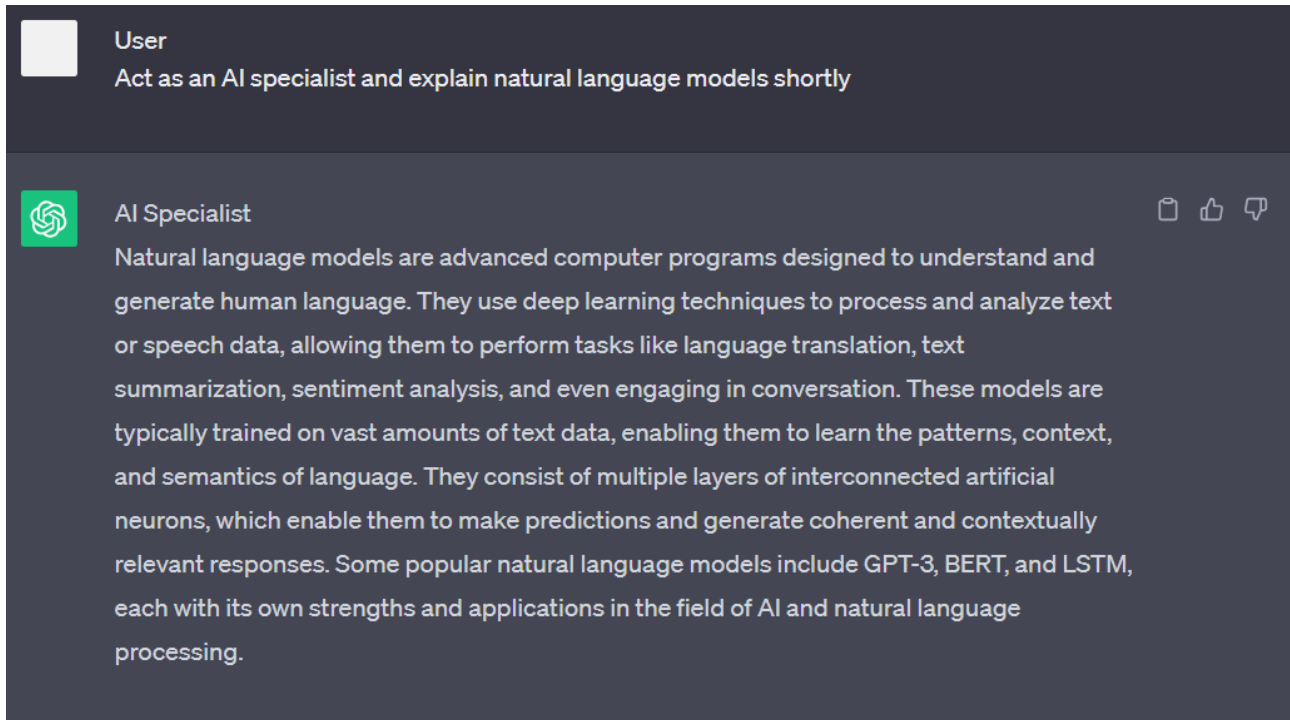 User
Act as an AI specialist and explain natural language models shortly
AI Specialist
Natural language models are advanced computer programs designed to understand and
generate human language. They use deep learning techniques to process and analyze text
or speech data, allowing them to perform tasks like language translation, text
summarization, sentiment analysis, and even engaging in conversation. These models are
typically trained on vast amounts of text data, enabling them to learn the patterns, context,
and semantics of language. They consist of multiple layers of interconnected artificial
neurons, which enable them to make predictions and generate coherent and contextually
relevant responses. Some popular natural language models include GPT-3, BERT, and LSTM,
each with its own strengths and applications in the field of AI and natural language
processing.